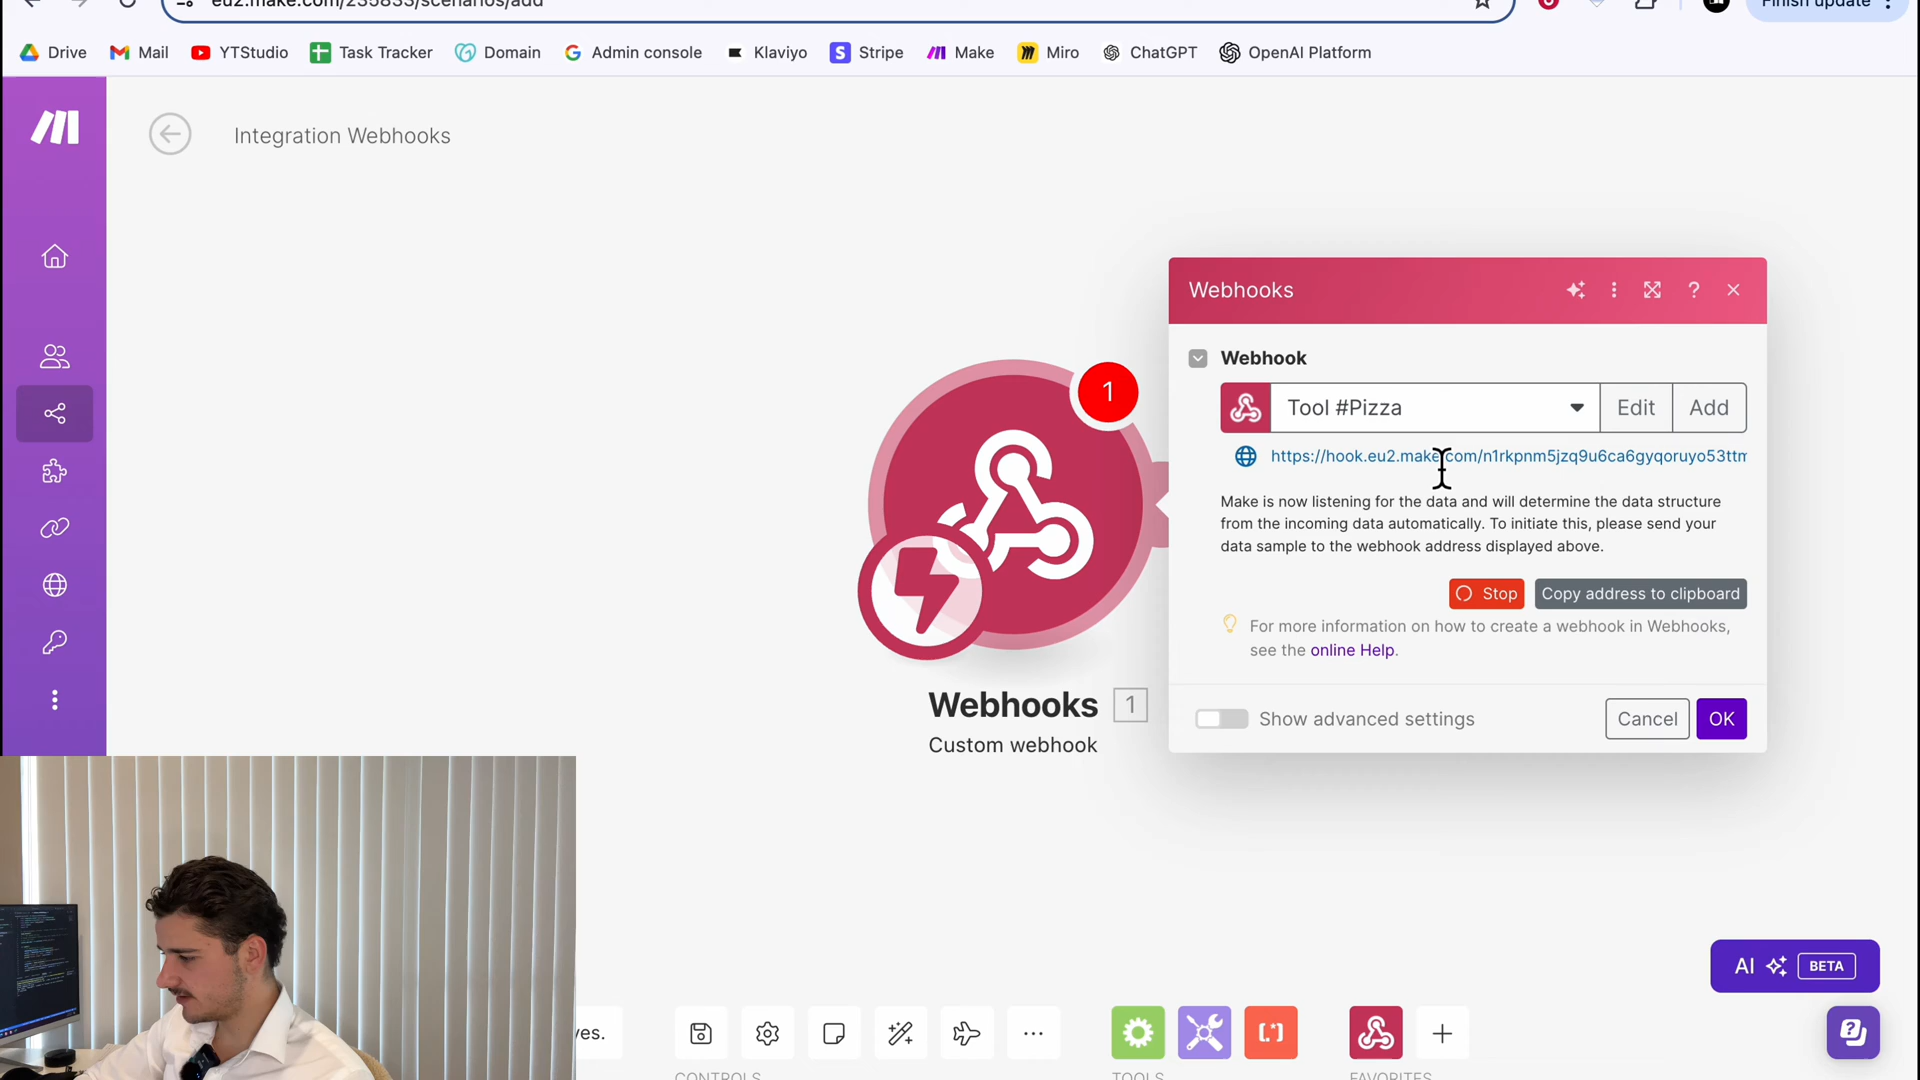 eu2.make.com/235833/scenarios/add
Finish update
Drive
Mail
YTStudio
Task Tracker
Domain
Admin console
Klaviyo
Stripe
Make
Miro
ChatGPT
OpenAI Platform
Integration Webhooks
Webhooks
Webhook
Tool #Pizza
Edit
Add
https://hook.eu2.make.com/n1rkpnm5jzq9u6ca6gyqoruyo53ttm
Make is now listening for the data and will determine the data structure
from the incoming data automatically. To initiate this, please send your
data sample to the webhook address displayed above.
Stop
Copy address to clipboard
For more information on how to create a webhook in Webhooks,
see the online Help.
Show advanced settings
Cancel
OK
1
Webhooks 1
Custom webhook
AI BETA
ves.
CONTROLS
TOOLS
FAVORITES